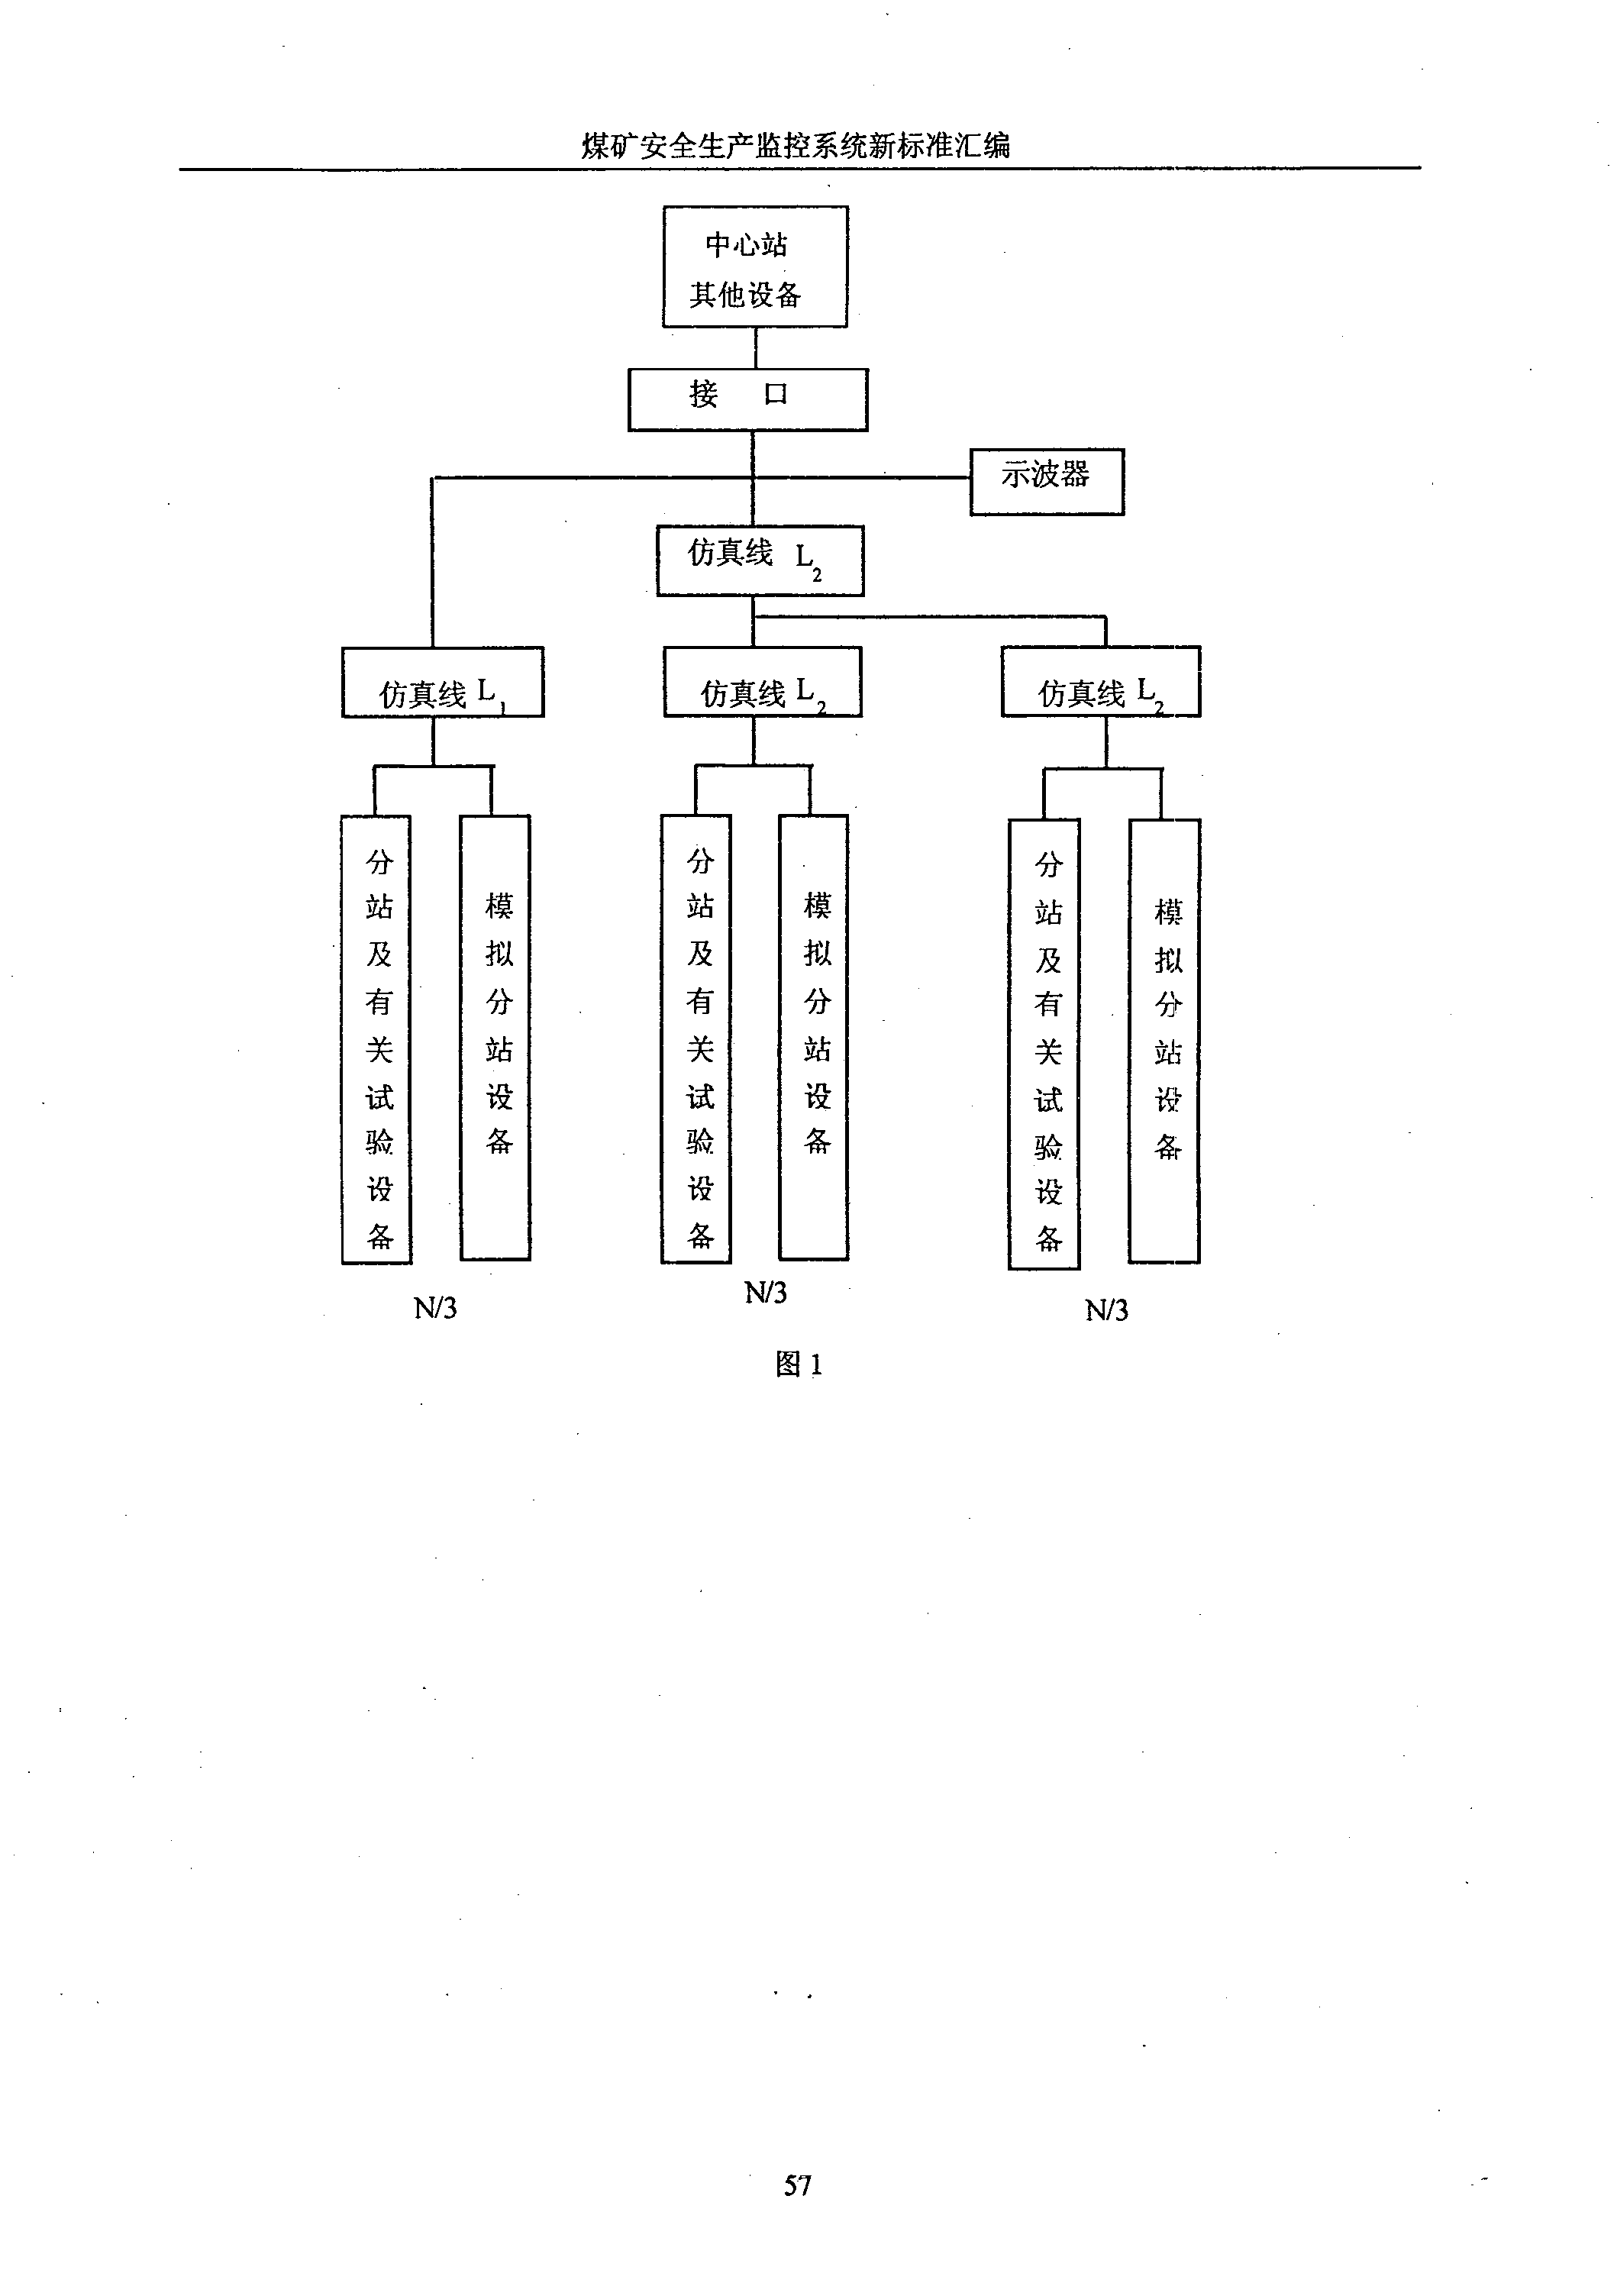 煤矿安全生产监控系统新标准汇编
中心站
其他设备
接 口
示波器
仿真线 L₂
仿真线 L₁
仿真线 L₂
仿真线 L₂
分站及有关试验设备
模拟分站设备
分站及有关试验设备
模拟分站设备
分站及有关试验设备
模拟分站设备
N/3
N/3
N/3
图 1
57